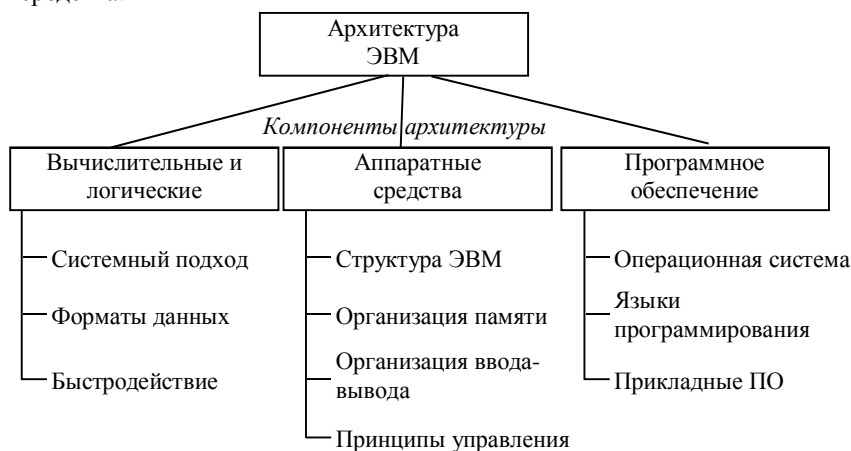 Архитектура
ЭВМ
Компоненты архитектуры
Вычислительные и
логические
Аппаратные
средства
Программное
обеспечение
Системный подход
Форматы данных
Быстродействие
Структура ЭВМ
Организация памяти
Организация ввода-
вывода
Принципы управления
Операционная система
Языки
программирования
Прикладные ПО